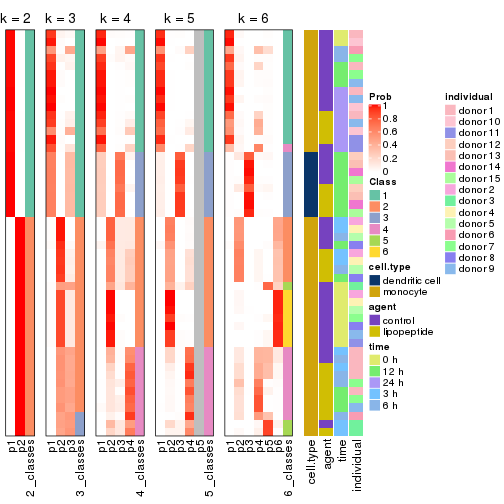 k = 2
k = 3
k = 4
k = 5
k = 6
p1
p2
2_classes
p1
p2
p3
3_classes
p1
p2
p3
p4
4_classes
p1
p2
p3
p4
p5
5_classes
p1
p2
p3
p4
p5
p6
6_classes
cell.type
agent
time
individual
Prob
1
0.8
0.6
0.4
0.2
0
Class
1
2
3
4
5
6
cell.type
dendritic cell
monocyte
agent
control
lipopeptide
time
0 h
12 h
24 h
3 h
6 h
individual
donor 1
donor 10
donor 11
donor 12
donor 13
donor 14
donor 15
donor 2
donor 3
donor 4
donor 5
donor 6
donor 7
donor 8
donor 9